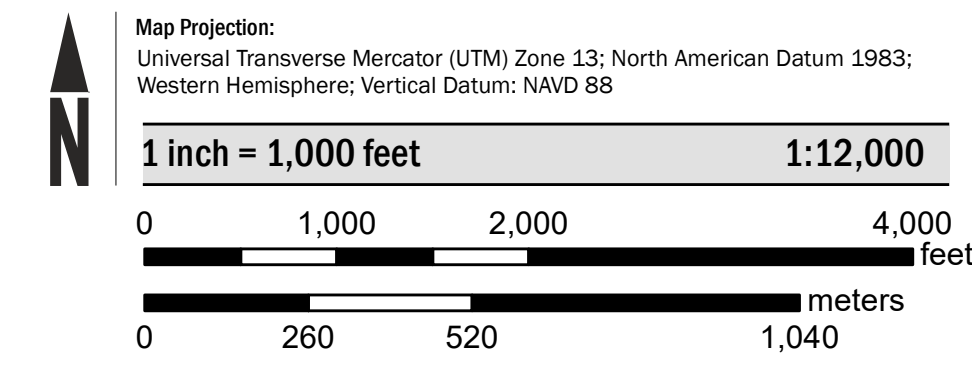 N
Map Projection:
Universal Transverse Mercator (UTM) Zone 13; North American Datum 1983;
Western Hemisphere; Vertical Datum: NAVD 88
1 inch = 1,000 feet 1:12,000
0 1,000 2,000 4,000
feet
meters
0 260 520 1,040